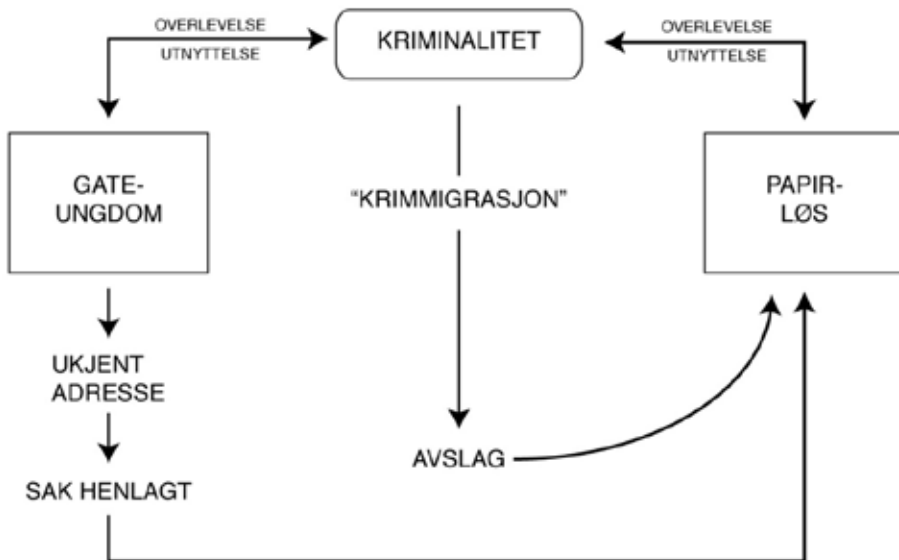 OVERLEVELSE
UTNYTTELSE
KRIMINALITET
OVERLEVELSE
UTNYTTELSE
GATE-
UNGDOM
"KRIMMIGRASJON"
PAPIR-
LØS
UKJENT
ADRESSE
AVSLAG
SAK HENLAGT